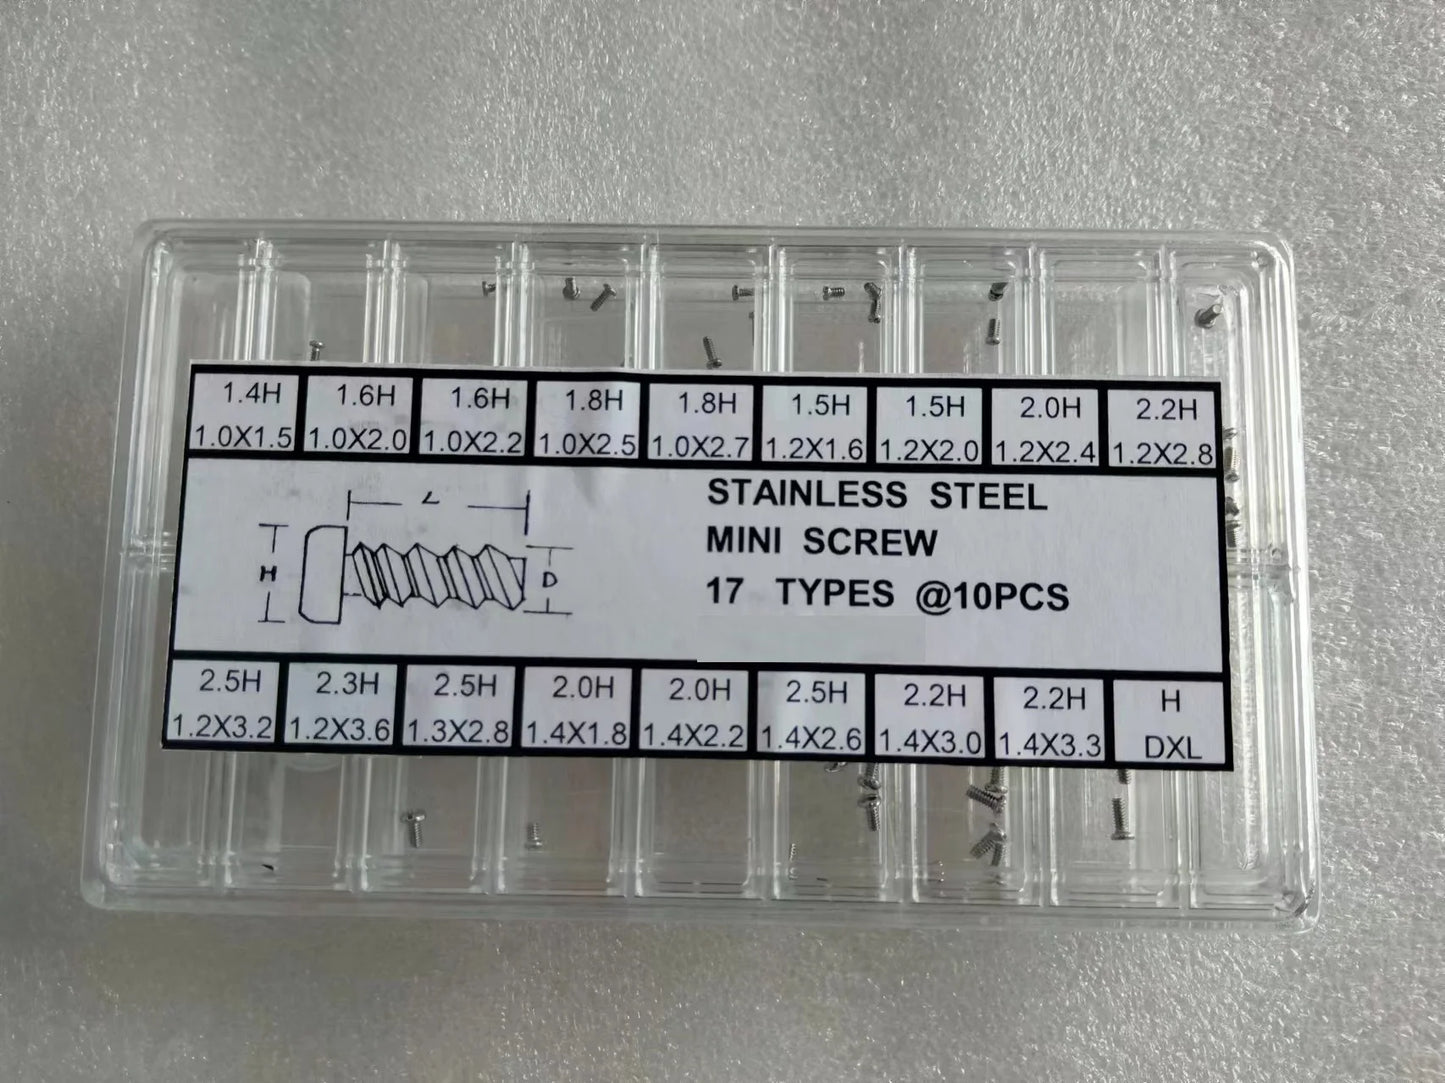 1.4H 1.6H 1.6H 1.8H 1.8H 1.5H 1.5H 2.0H 2.2H
1.0X1.5 1.0X2.0 1.0X2.2 1.0X2.5 1.0X2.7 1.2X1.6 1.2X2.0 1.2X2.4 1.2X2.8
L
H
D
STAINLESS STEEL
MINI SCREW
17 TYPES @10PCS
2.5H 2.3H 2.5H 2.0H 2.0H 2.5H 2.2H 2.2H H
1.2X3.2 1.2X3.6 1.3X2.8 1.4X1.8 1.4X2.2 1.4X2.6 1.4X3.0 1.4X3.3 DXL